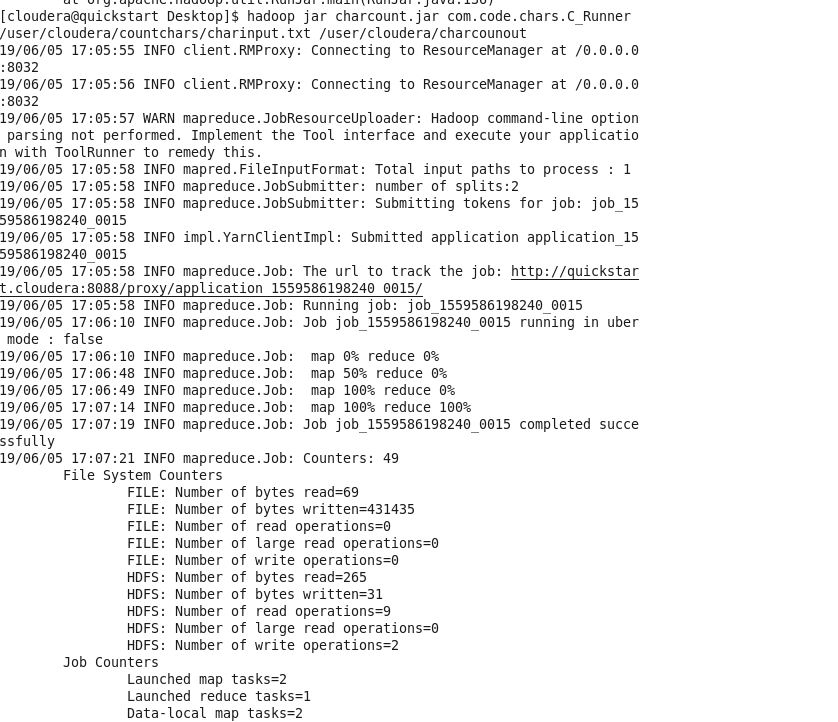 at org.apache.hadoop.util.RunJar.main(RunJar.java:136)
[cloudera@quickstart Desktop]$ hadoop jar charcount.jar com.code.chars.C_Runner
/user/cloudera/countchars/charinput.txt /user/cloudera/charcounout
19/06/05 17:05:55 INFO client.RMProxy: Connecting to ResourceManager at /0.0.0.0
:8032
19/06/05 17:05:56 INFO client.RMProxy: Connecting to ResourceManager at /0.0.0.0
:8032
19/06/05 17:05:57 WARN mapreduce.JobResourceUploader: Hadoop command-line option
 parsing not performed. Implement the Tool interface and execute your applicatio
n with ToolRunner to remedy this.
19/06/05 17:05:58 INFO mapred.FileInputFormat: Total input paths to process : 1
19/06/05 17:05:58 INFO mapreduce.JobSubmitter: number of splits:2
19/06/05 17:05:58 INFO mapreduce.JobSubmitter: Submitting tokens for job: job_15
59586198240_0015
19/06/05 17:05:58 INFO impl.YarnClientImpl: Submitted application application_15
59586198240_0015
19/06/05 17:05:58 INFO mapreduce.Job: The url to track the job: http://quickstar
t.cloudera:8088/proxy/application_1559586198240_0015/
19/06/05 17:05:58 INFO mapreduce.Job: Running job: job_1559586198240_0015
19/06/05 17:06:10 INFO mapreduce.Job: Job job_1559586198240_0015 running in uber
 mode : false
19/06/05 17:06:10 INFO mapreduce.Job:  map 0% reduce 0%
19/06/05 17:06:48 INFO mapreduce.Job:  map 50% reduce 0%
19/06/05 17:06:49 INFO mapreduce.Job:  map 100% reduce 0%
19/06/05 17:07:14 INFO mapreduce.Job:  map 100% reduce 100%
19/06/05 17:07:19 INFO mapreduce.Job: Job job_1559586198240_0015 completed succe
ssfully
19/06/05 17:07:21 INFO mapreduce.Job: Counters: 49
File System Counters
FILE: Number of bytes read=69
FILE: Number of bytes written=431435
FILE: Number of read operations=0
FILE: Number of large read operations=0
FILE: Number of write operations=0
HDFS: Number of bytes read=265
HDFS: Number of bytes written=31
HDFS: Number of read operations=9
HDFS: Number of large read operations=0
HDFS: Number of write operations=2
Job Counters
Launched map tasks=2
Launched reduce tasks=1
Data-local map tasks=2